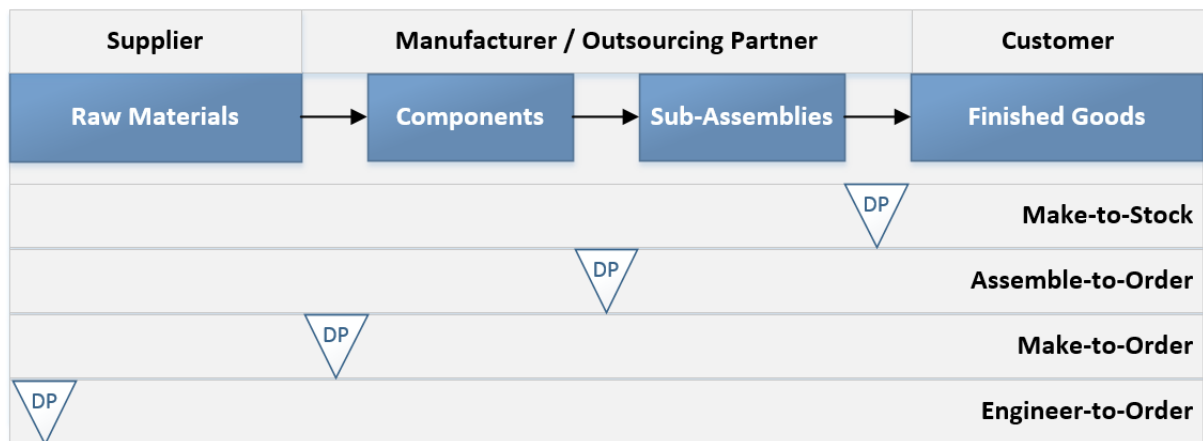 Supplier
Manufacturer / Outsourcing Partner
Customer
Raw Materials
Components
Sub-Assemblies
Finished Goods
DP
Make-to-Stock
DP
Assemble-to-Order
DP
Make-to-Order
DP
Engineer-to-Order